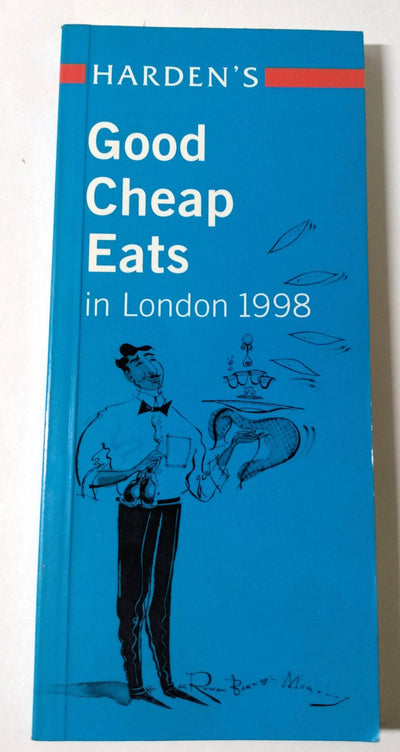 HARDEN'S
Good
Cheap
Eats
in London 1998